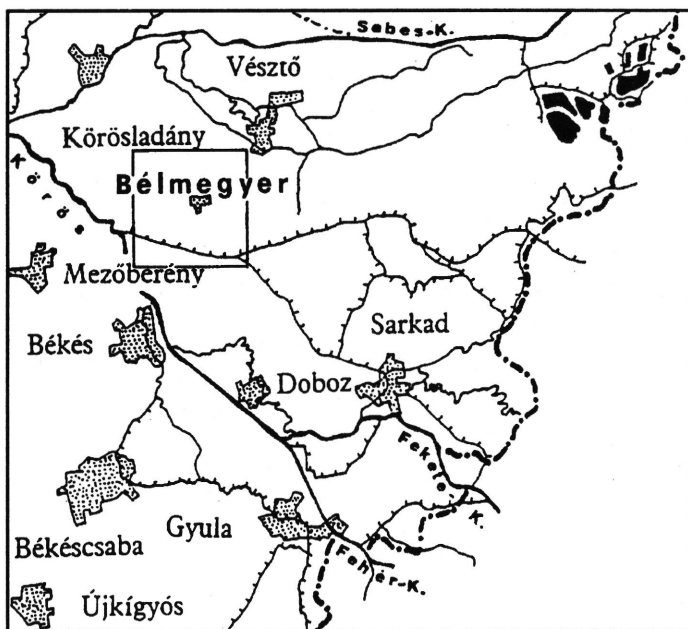 Sebes-K.
Vésztő
Körösladány
Körös
Bélmegyer
Mezőberény
Sarkad
Békés
Doboz
Fekete-K.
Gyula
Békéscsaba
Fehér-K.
Újkígyós